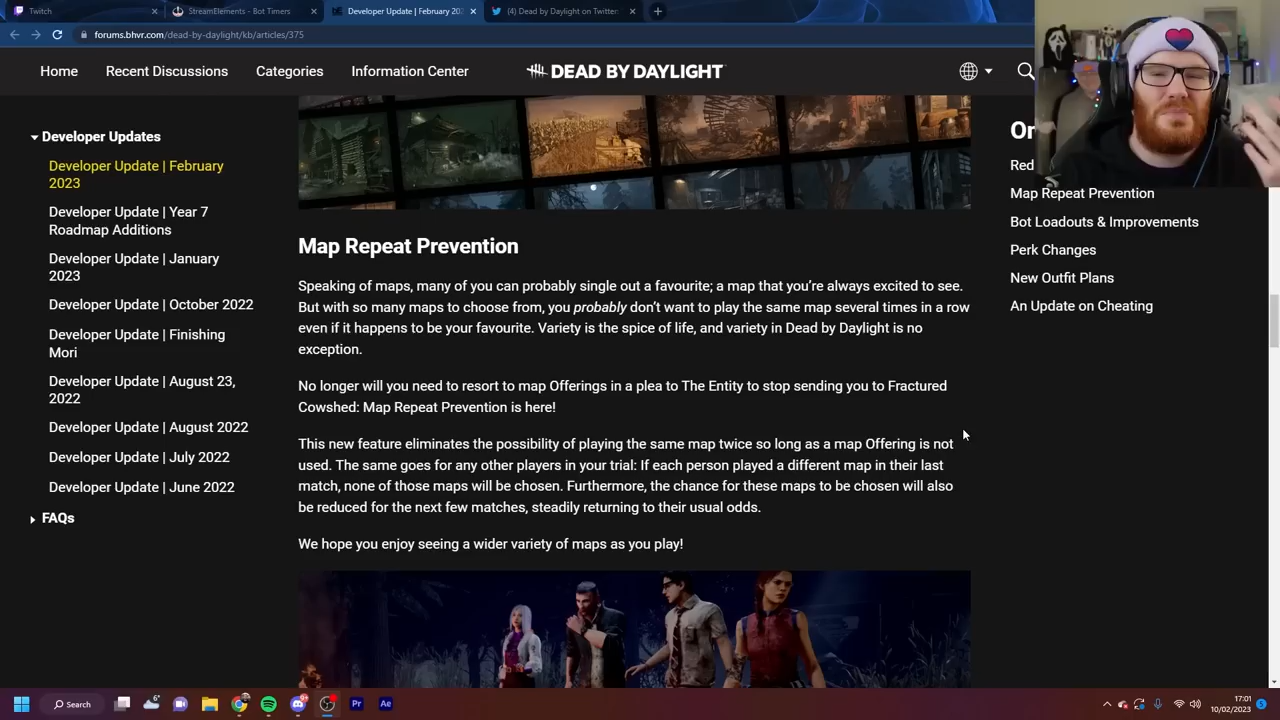 Twitch
StreamElements - Bot Timers
Developer Update | February 202
(4) Dead by Daylight on Twitter:
forums.bhvr.com/dead-by-daylight/kb/articles/375
Home
Recent Discussions
Categories
Information Center
DEAD BY DAYLIGHT
Developer Updates
Developer Update | February
2023
Developer Update | Year 7
Roadmap Additions
Developer Update | January
2023
Developer Update | October 2022
Developer Update | Finishing
Mori
Developer Update | August 23,
2022
Developer Update | August 2022
Developer Update | July 2022
Developer Update | June 2022
FAQs
Map Repeat Prevention
Speaking of maps, many of you can probably single out a favourite; a map that you're always excited to see.
But with so many maps to choose from, you probably don't want to play the same map several times in a row
even if it happens to be your favourite. Variety is the spice of life, and variety in Dead by Daylight is no
exception.
No longer will you need to resort to map Offerings in a plea to The Entity to stop sending you to Fractured
Cowshed: Map Repeat Prevention is here!
This new feature eliminates the possibility of playing the same map twice so long as a map Offering is not
used. The same goes for any other players in your trial: If each person played a different map in their last
match, none of those maps will be chosen. Furthermore, the chance for these maps to be chosen will also
be reduced for the next few matches, steadily returning to their usual odds.
We hope you enjoy seeing a wider variety of maps as you play!
Or
Red
Map Repeat Prevention
Bot Loadouts & Improvements
Perk Changes
New Outfit Plans
An Update on Cheating
Search
6°
Pr
Ae
17:01
10/02/2023